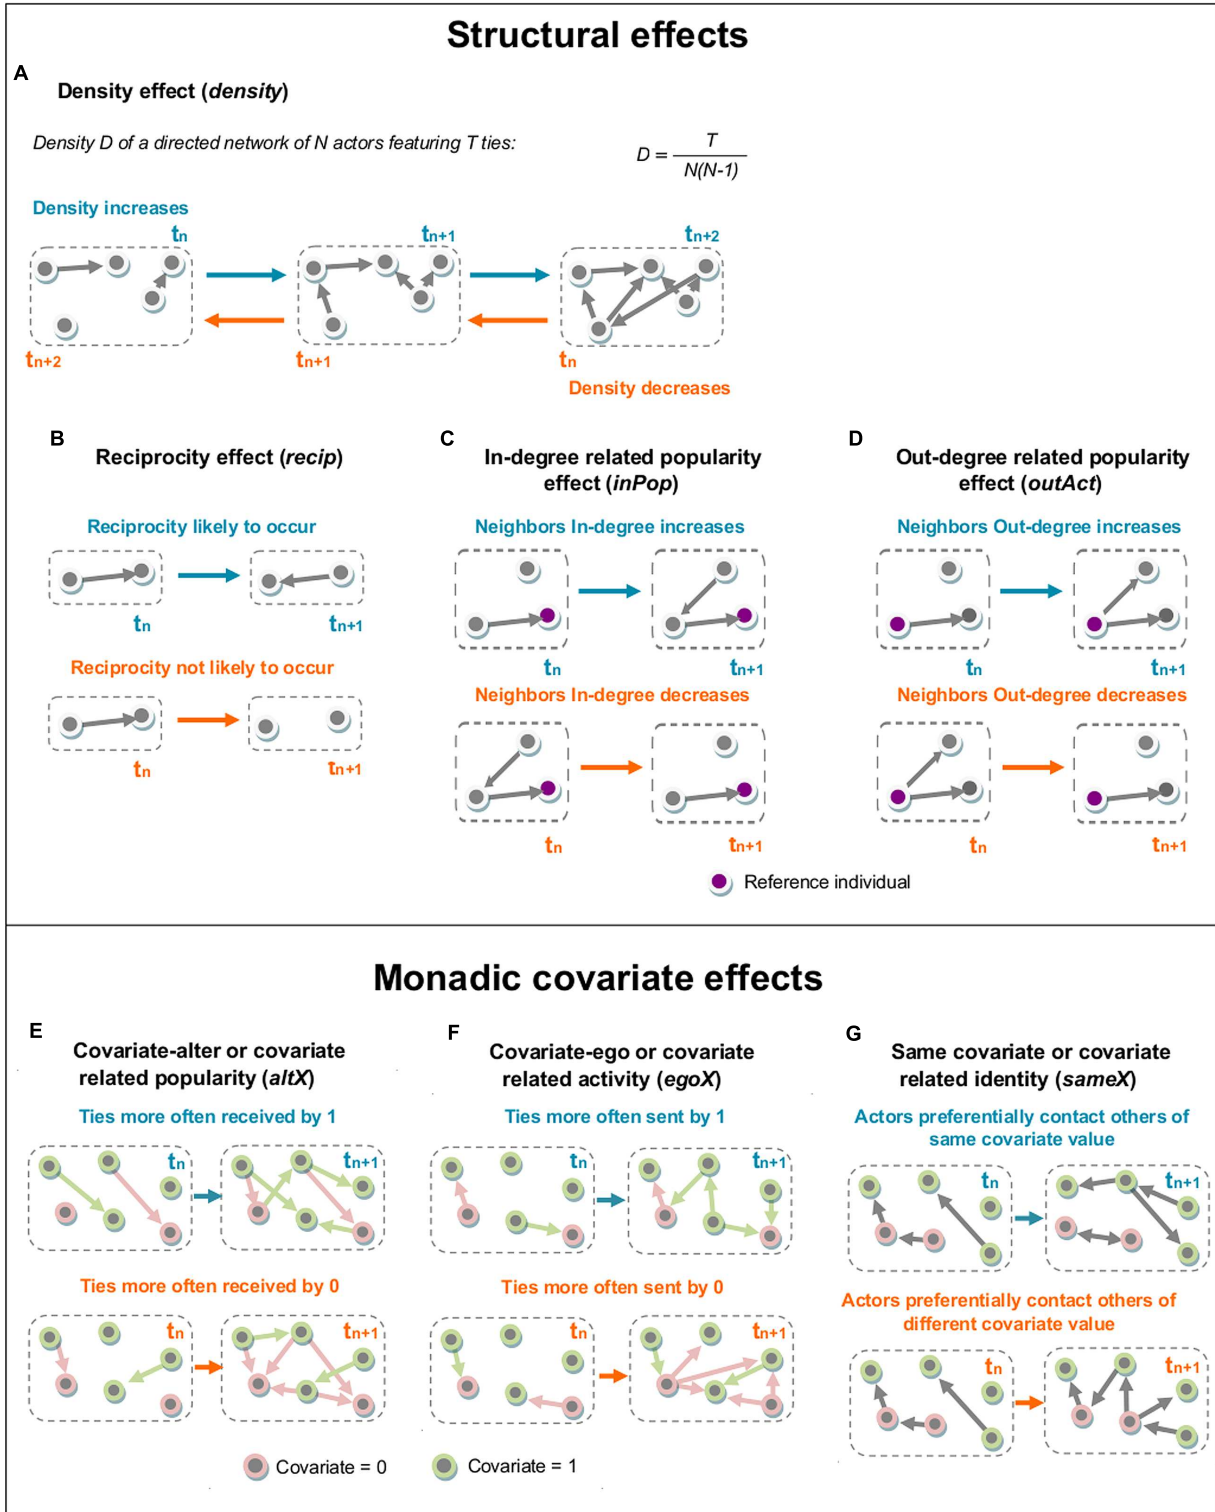 Structural effects
A
Density effect (density)
Density D of a directed network of N actors featuring T ties:
D = T / N(N-1)
Density increases
tn
tn+1
tn+2
tn+2
tn+1
tn
Density decreases
B
Reciprocity effect (recip)
Reciprocity likely to occur
tn
tn+1
Reciprocity not likely to occur
tn
tn+1
C
In-degree related popularity
effect (inPop)
Neighbors In-degree increases
tn
tn+1
Neighbors In-degree decreases
tn
tn+1
D
Out-degree related popularity
effect (outAct)
Neighbors Out-degree increases
tn
tn+1
Neighbors Out-degree decreases
tn
tn+1
Reference individual
Monadic covariate effects
E
Covariate-alter or covariate
related popularity (altX)
Ties more often received by 1
tn
tn+1
Ties more often received by 0
tn
tn+1
F
Covariate-ego or covariate
related activity (egoX)
Ties more often sent by 1
tn
tn+1
Ties more often sent by 0
tn
tn+1
G
Same covariate or covariate
related identity (sameX)
Actors preferentially contact others of
same covariate value
tn
tn+1
Actors preferentially contact others of
different covariate value
tn
tn+1
Covariate = 0
Covariate = 1